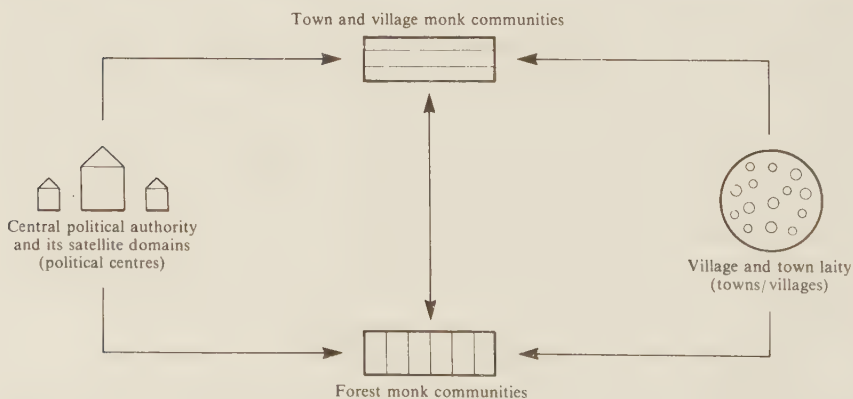 Town and village monk communities
Central political authority
and its satellite domains
(political centres)
Village and town laity
(towns/villages)
Forest monk communities